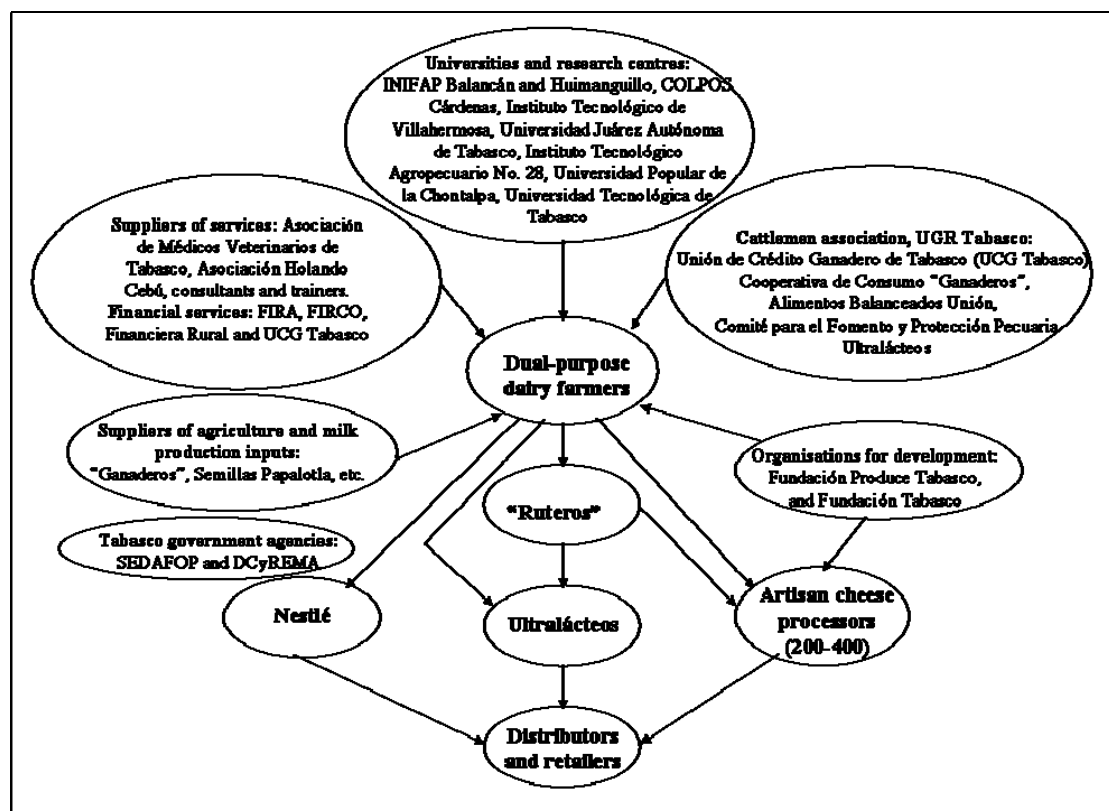 Universities and research centres:
INIFAP Balancán and Huimanguillo, COLPOS
Cárdenas, Instituto Tecnológico de
Villahermosa, Universidad Juárez Autónoma
de Tabasco, Instituto Tecnológico
Agropecuario No. 28, Universidad Popular de
la Chontalpa, Universidad Tecnológica de
Tabasco
Suppliers of services: Asociación
de Médicos Veterinarios de
Tabasco, Asociación Holando
Cebú, consultants and trainers.
Financial services: FIRA, FIRCO,
Financiera Rural and UCG Tabasco
Cattlemen association, UGR Tabasco:
Unión de Crédito Ganadero de Tabasco (UCG Tabasco)
Cooperativa de Consumo "Ganaderos",
Alimentos Balanceados Unión,
Comité para el Fomento y Protección Pecuaria
Ultralácteos
Dual-purpose
dairy farmers
Suppliers of agriculture and milk
production inputs:
"Ganaderos", Semillas Papalotla, etc.
Organisations for development:
Fundación Produce Tabasco,
and Fundación Tabasco
"Ruteros"
Tabasco government agencies:
SEDAFOP and DCyREMA
Nestlé
Ultralácteos
Artisan cheese
processors
(200-400)
Distributors
and retailers